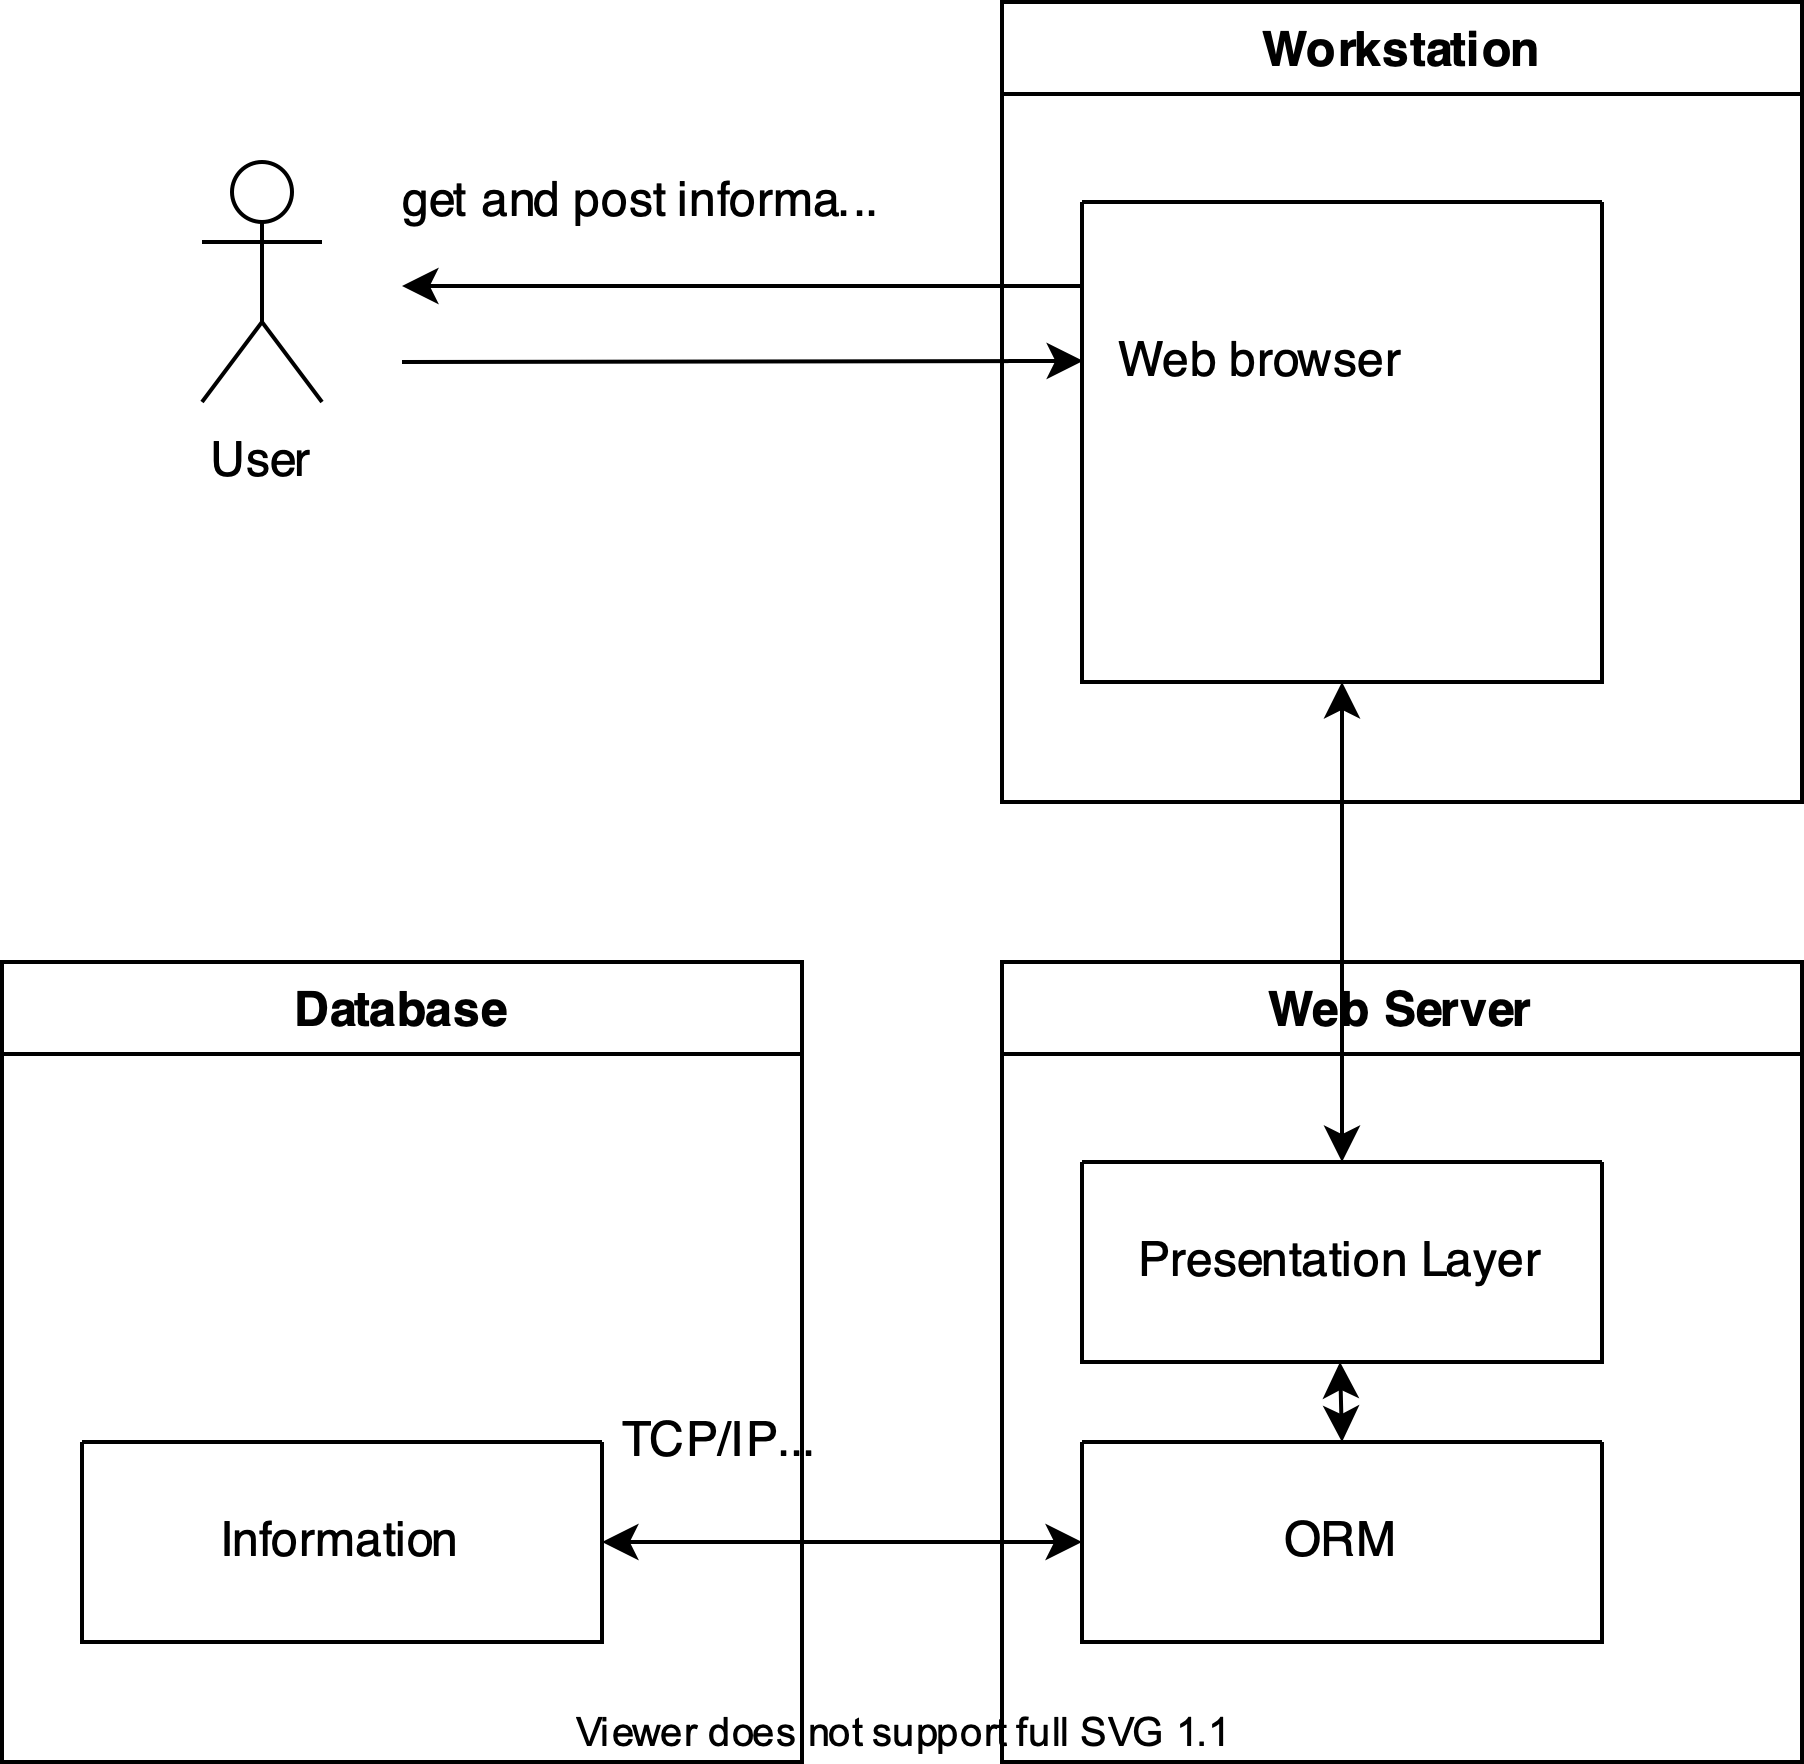 Workstation
get and post informa...
Web browser
User
Database
Web Server
Presentation Layer
TCP/IP...
Information
ORM
Viewer does not support full SVG 1.1